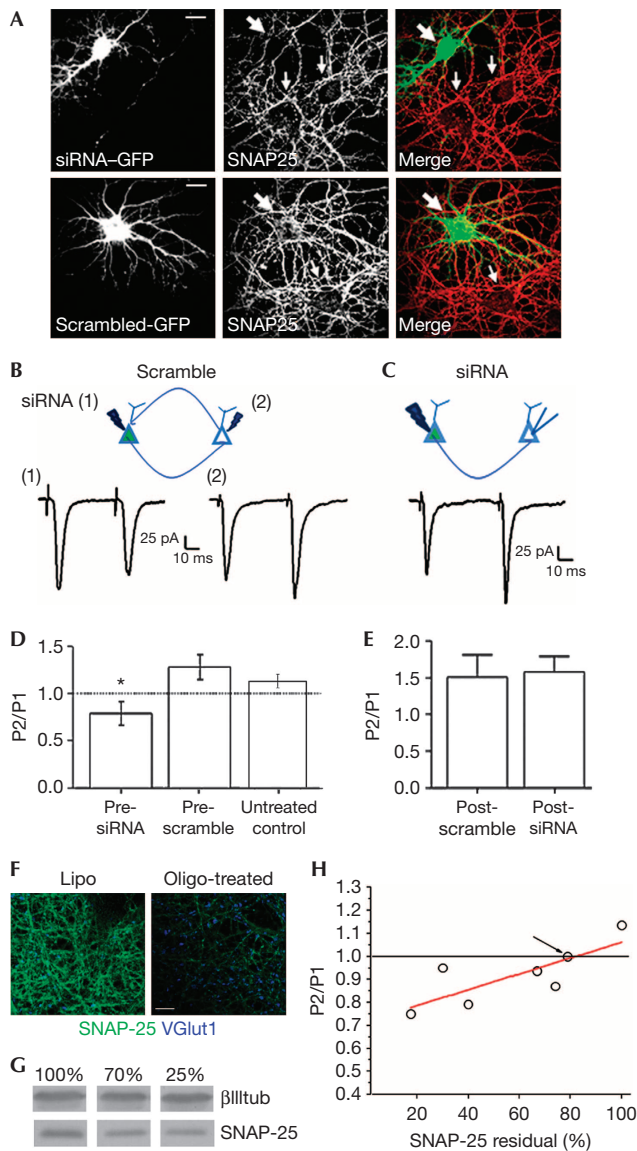 A
siRNA–GFP
SNAP25
Merge
Scrambled-GFP
SNAP25
Merge
B
Scramble
siRNA (1)
(2)
(1)
(2)
25 pA
10 ms
C
siRNA
25 pA
10 ms
D
P2/P1
1.5
1.0
0.5
0.0
*
Pre-
siRNA
Pre-
scramble
Untreated
control
E
P2/P1
2.0
1.5
1.0
0.5
0.0
Post-
scramble
Post-
siRNA
F
Lipo
Oligo-treated
SNAP-25 VGlut1
G
100%
70%
25%
βIIItub
SNAP-25
H
P2/P1
1.3
1.2
1.1
1.0
0.9
0.8
0.7
0.6
0.5
0.4
20
40
60
80
100
SNAP-25 residual (%)